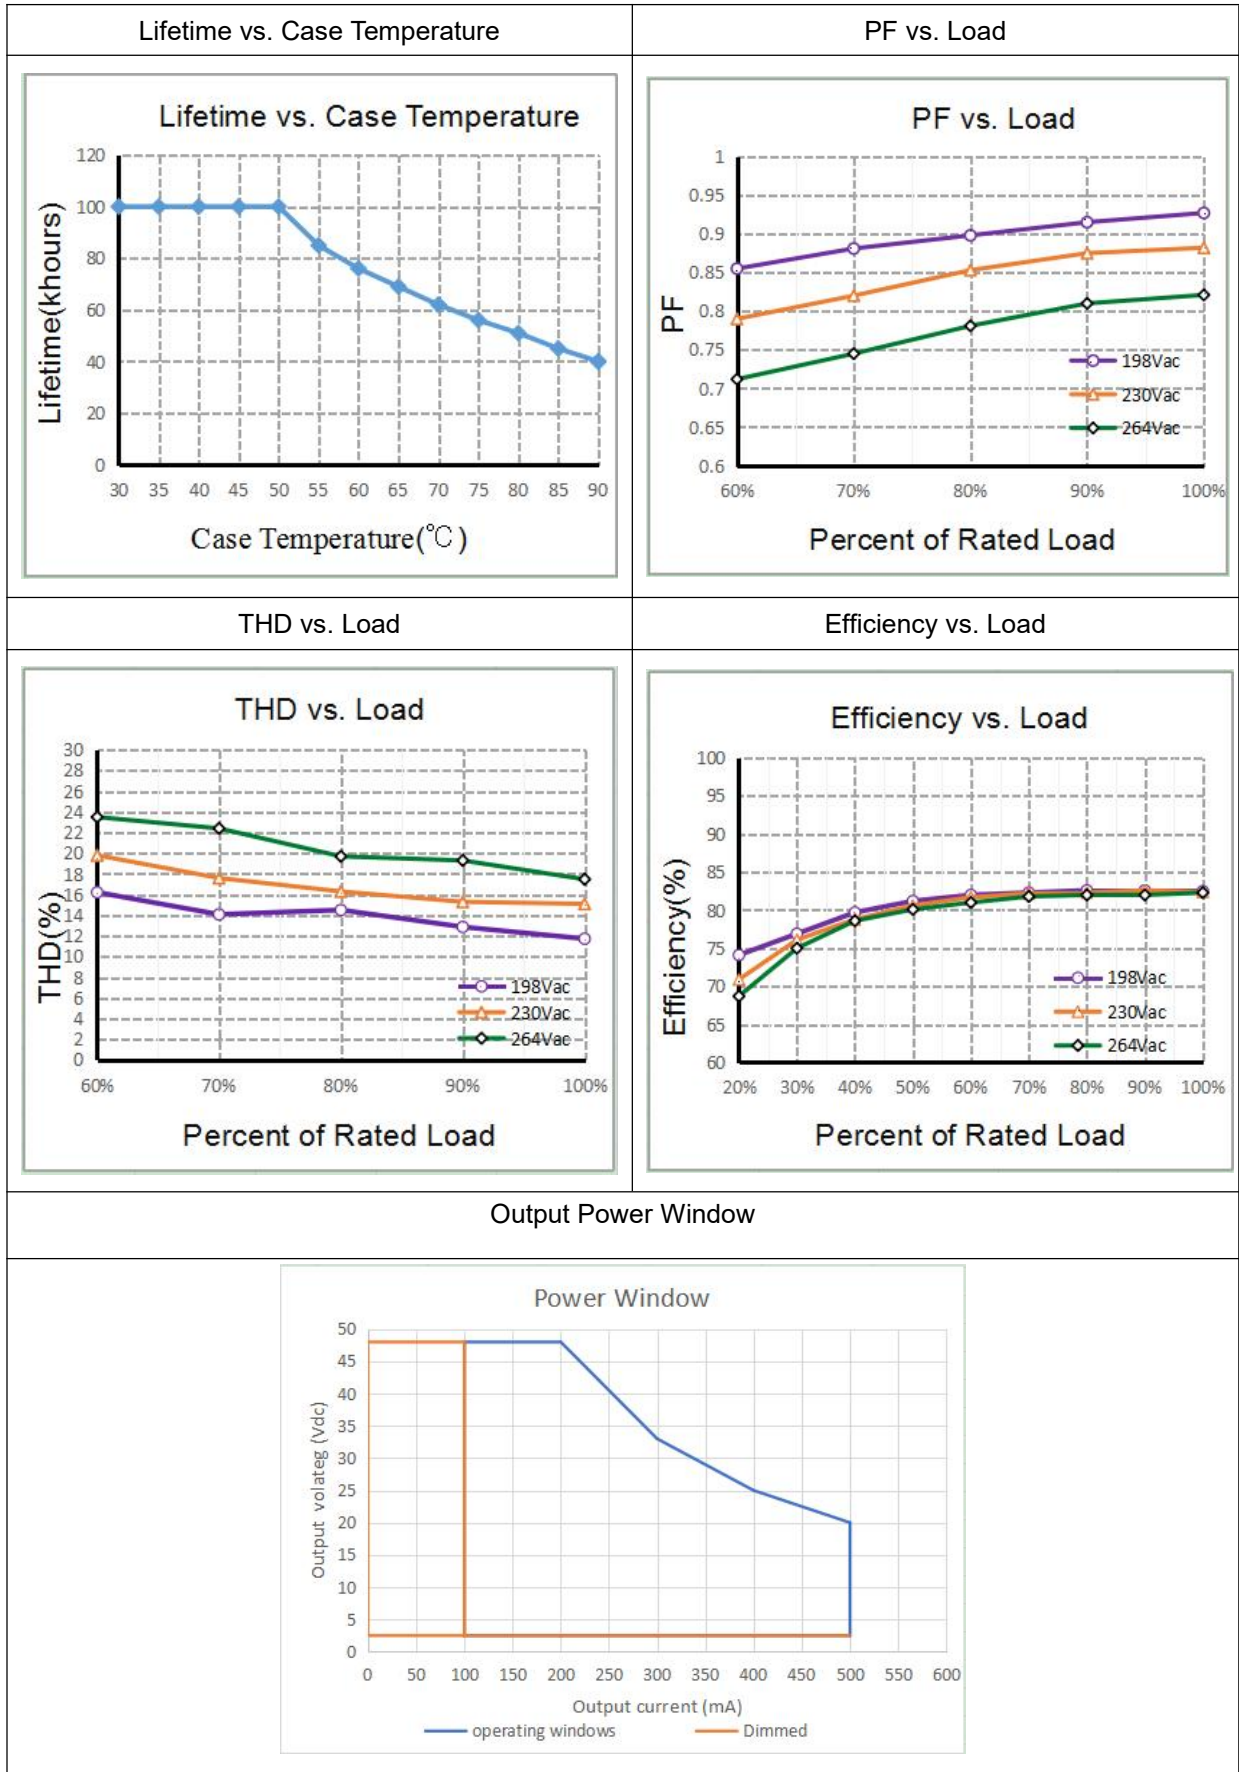 Lifetime vs. Case Temperature
PF vs. Load
Lifetime vs. Case Temperature
Lifetime(khours)
120
100
80
60
40
20
0
30 35 40 45 50 55 60 65 70 75 80 85 90
Case Temperature(℃)
PF vs. Load
PF
1
0.95
0.9
0.85
0.8
0.75
0.7
0.65
0.6
198Vac
230Vac
264Vac
60% 70% 80% 90% 100%
Percent of Rated Load
THD vs. Load
Efficiency vs. Load
THD vs. Load
THD(%)
30
28
26
24
22
20
18
16
14
12
10
8
6
4
2
0
198Vac
230Vac
264Vac
60% 70% 80% 90% 100%
Percent of Rated Load
Efficiency vs. Load
Efficiency(%)
100
95
90
85
80
75
70
65
60
198Vac
230Vac
264Vac
20% 30% 40% 50% 60% 70% 80% 90% 100%
Percent of Rated Load
Output Power Window
Power Window
Output volateg (Vdc)
50
45
40
35
30
25
20
15
10
5
0
0 50 100 150 200 250 300 350 400 450 500 550 600
Output current (mA)
operating windows Dimmed